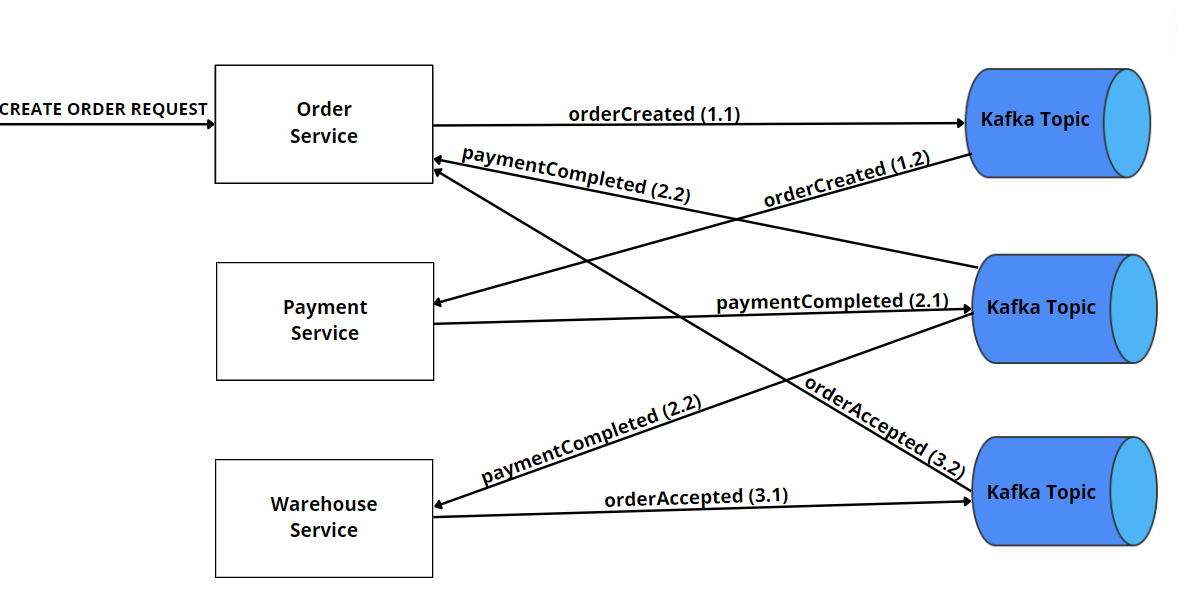 CREATE ORDER REQUEST
Order
Service
orderCreated (1.1)
Kafka Topic
paymentCompleted (2.2)
orderCreated (1.2)
Payment
Service
paymentCompleted (2.1)
Kafka Topic
orderAccepted (3.2)
paymentCompleted (2.2)
Warehouse
Service
orderAccepted (3.1)
Kafka Topic